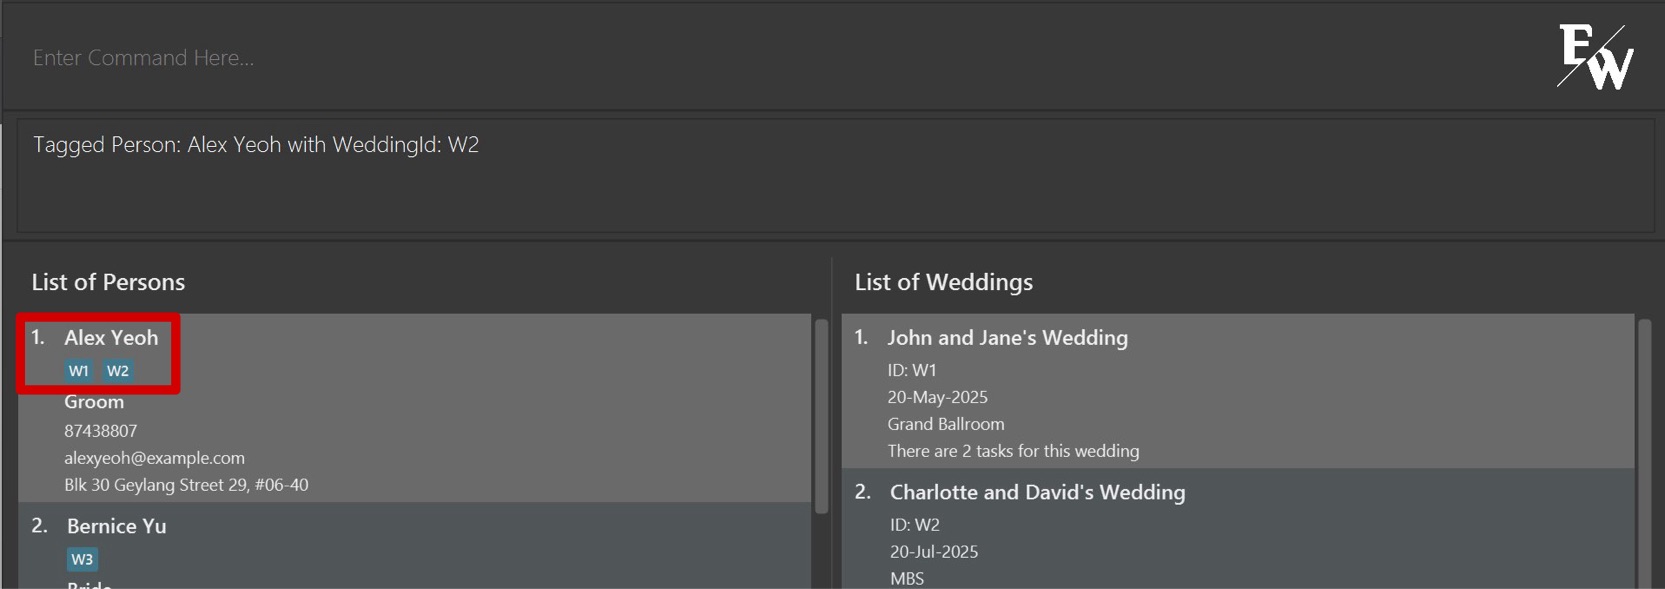 Enter Command Here...
EW
Tagged Person: Alex Yeoh with WeddingId: W2
List of Persons
1. Alex Yeoh
W1 W2
Groom
87438807
alexyeoh@example.com
Blk 30 Geylang Street 29, #06-40
2. Bernice Yu
W3
Bride
List of Weddings
1. John and Jane's Wedding
ID: W1
20-May-2025
Grand Ballroom
There are 2 tasks for this wedding
2. Charlotte and David's Wedding
ID: W2
20-Jul-2025
MBS